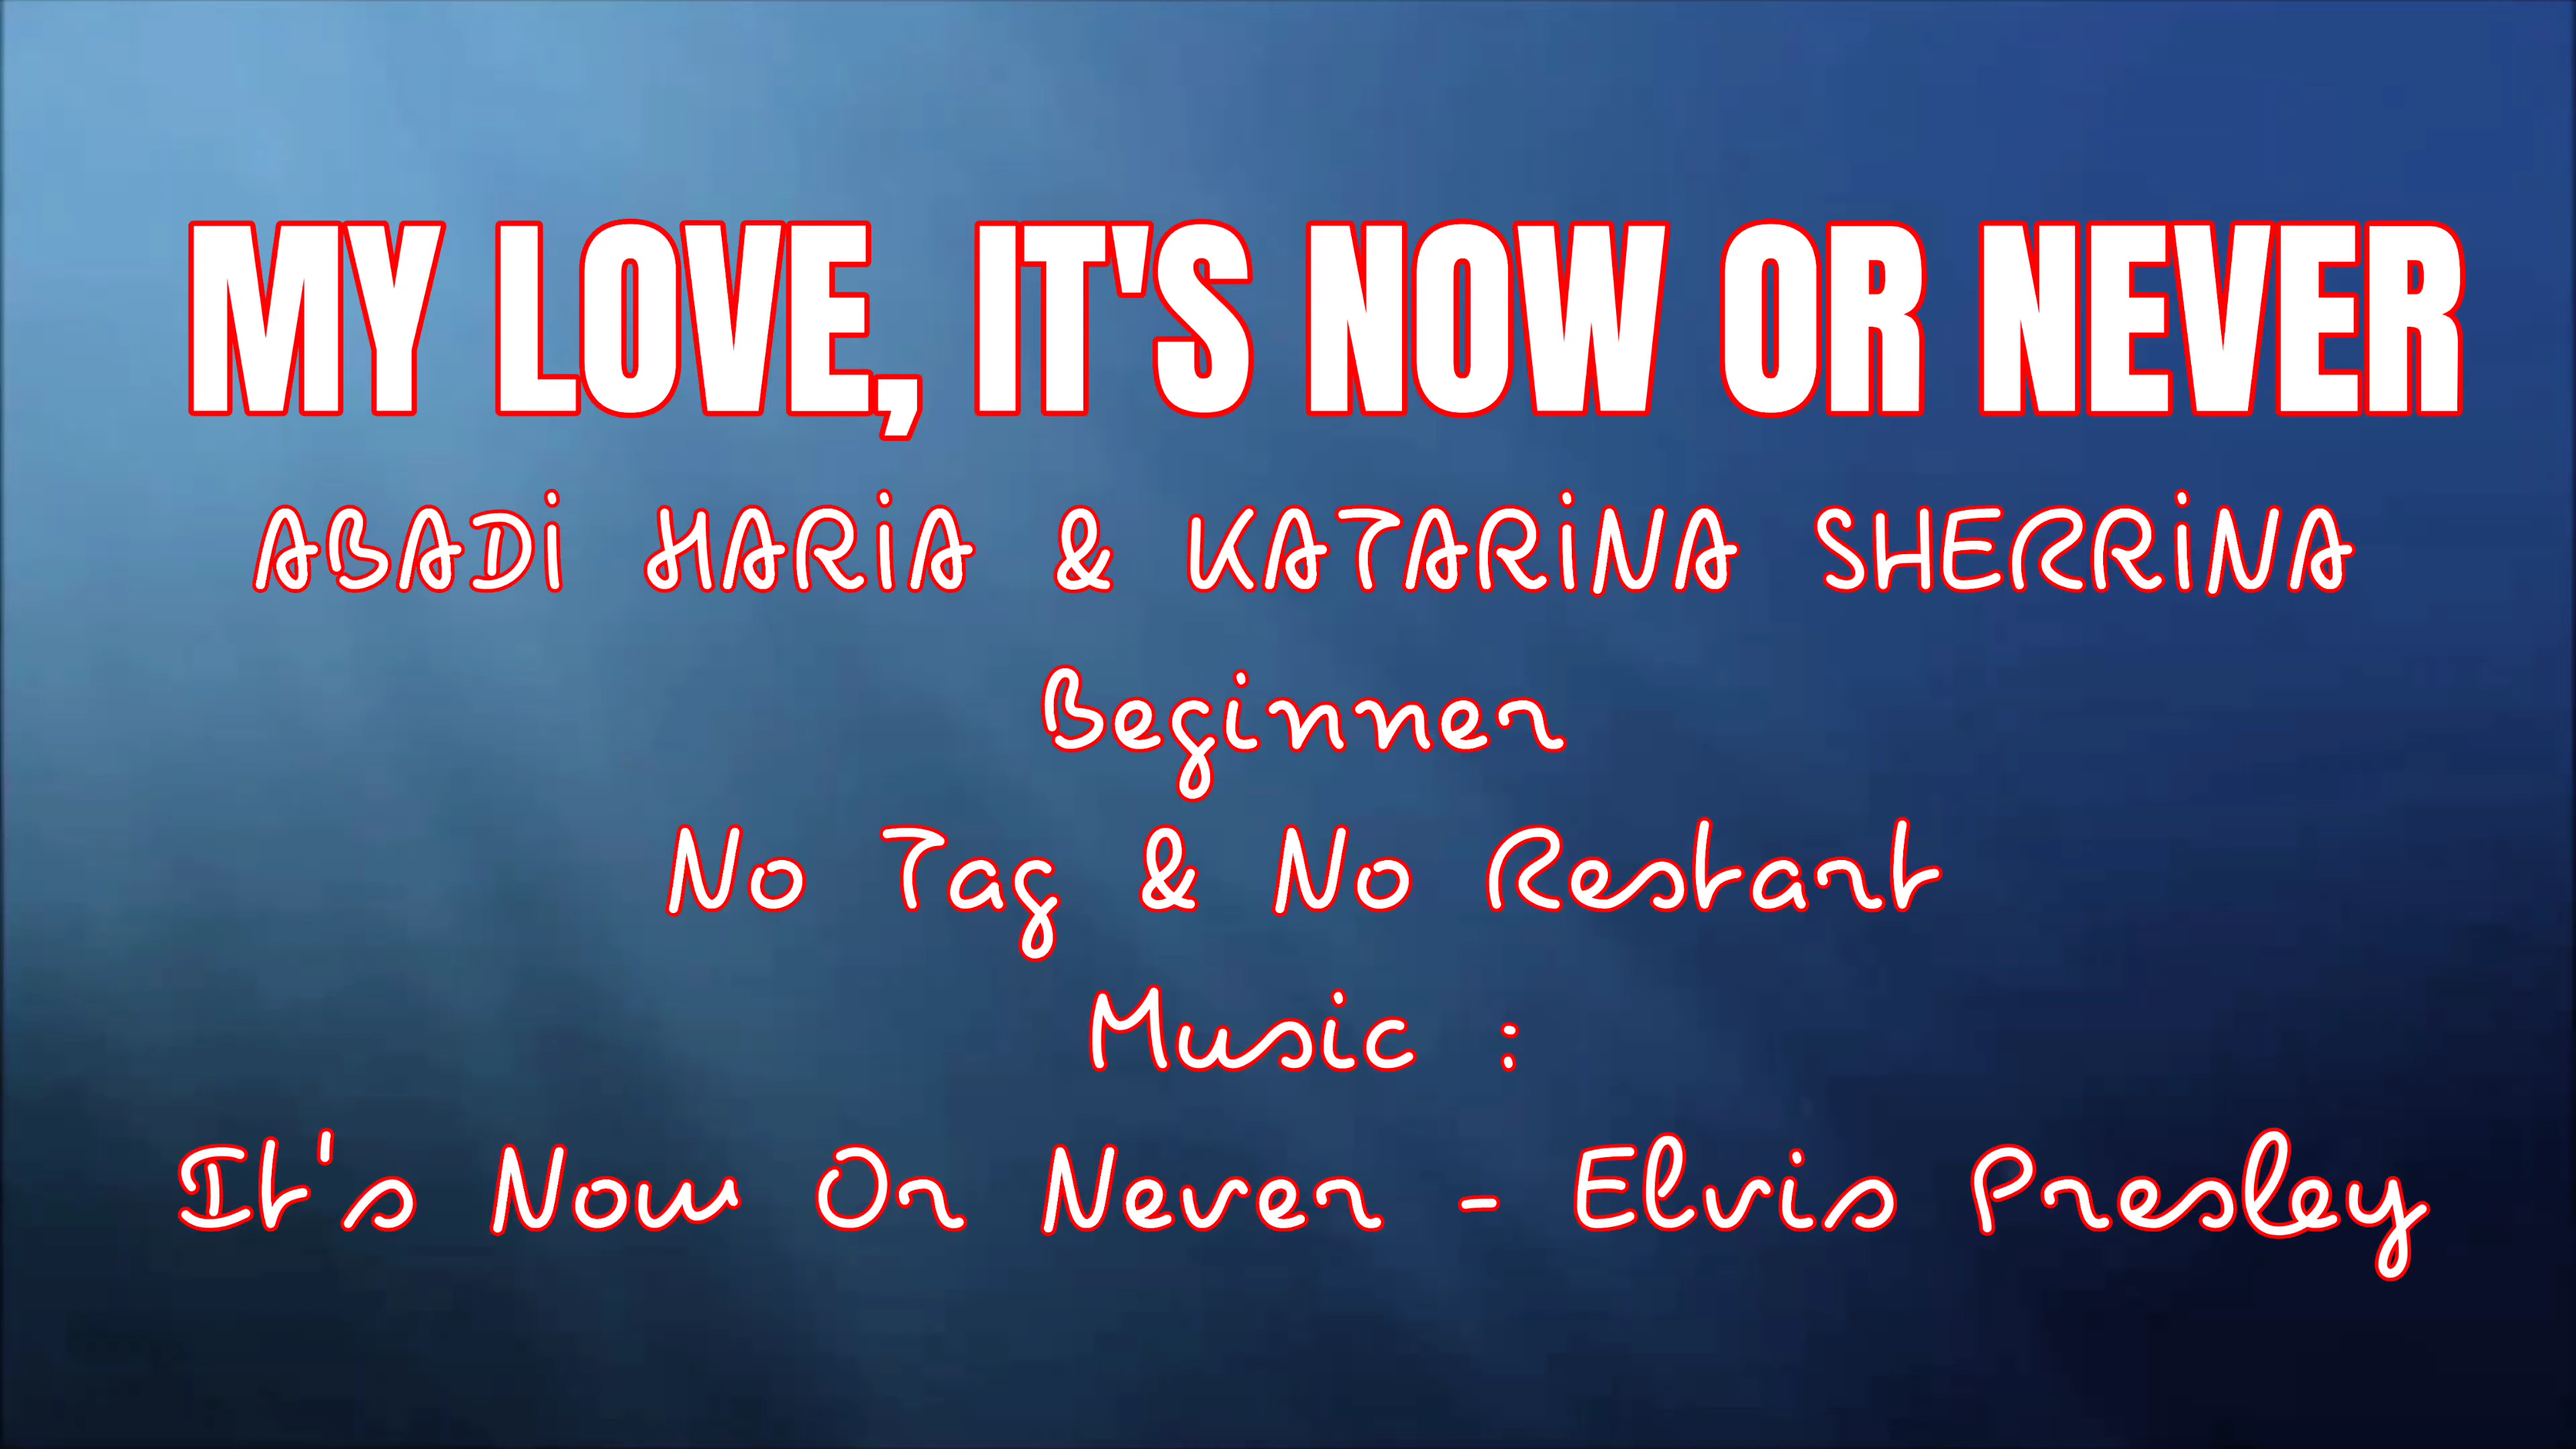 MY LOVE, IT'S NOW OR NEVER
ABADI HARIA & KATARINA SHERRINA
Beginner
No Tag & No Restart
Music :
It's Now Or Never - Elvis Presley